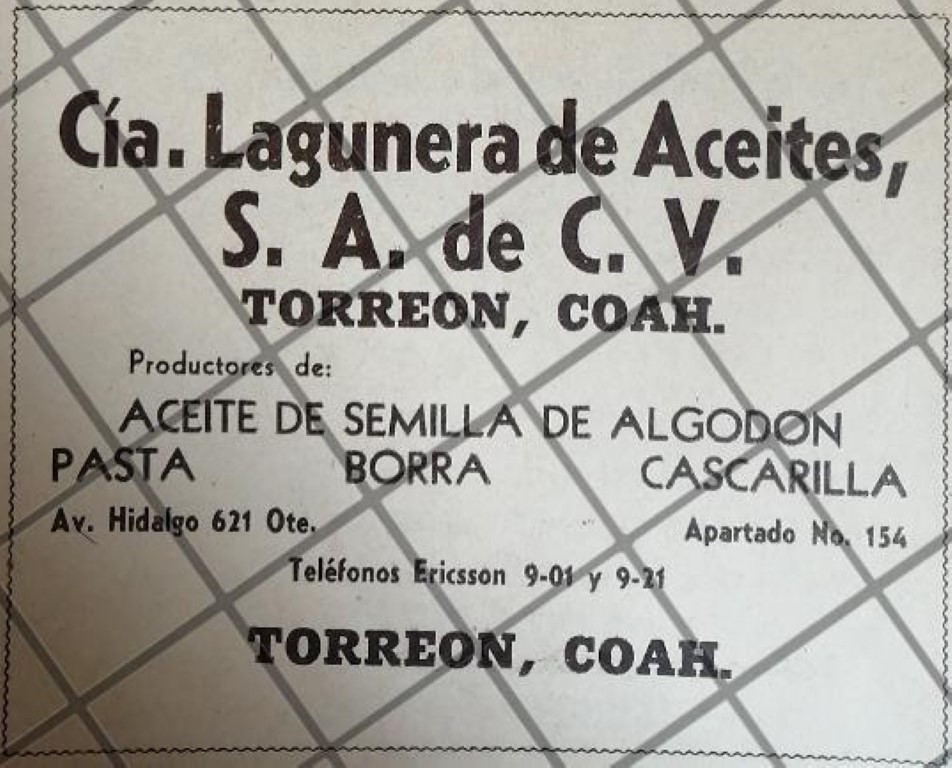 Cía. Lagunera de Aceites,
S. A. de C. V.
TORREON, COAH.
Productores de:
ACEITE DE SEMILLA DE ALGODON
PASTA BORRA CASCARILLA
Av. Hidalgo 621 Ote. Apartado No. 154
Teléfonos Ericsson 9-01 y 9-21
TORREON, COAH.